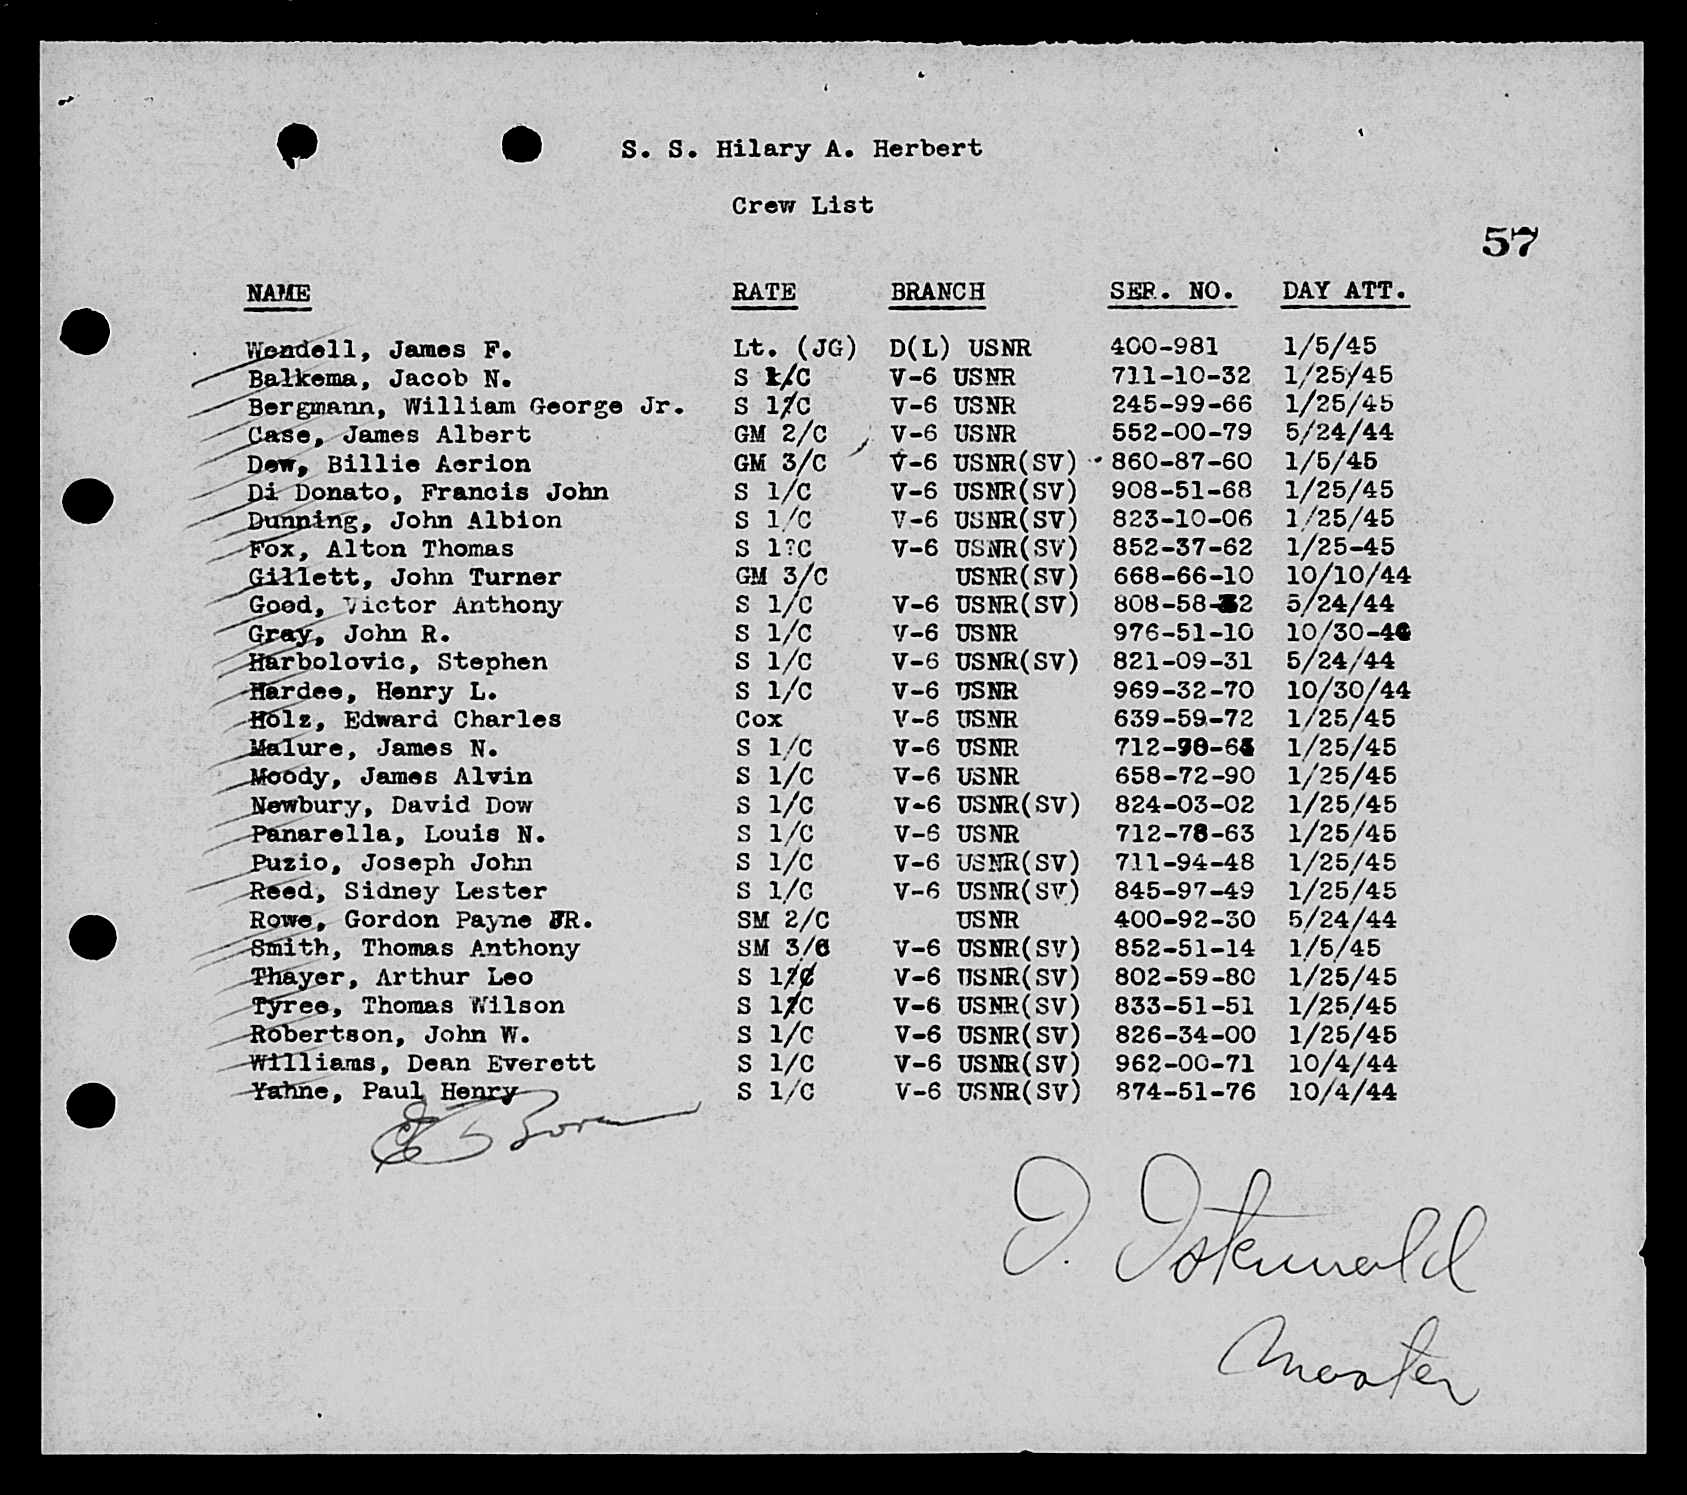 S. S. Hilary A. Herbert
Crew List
57
NAME RATE BRANCH SER. NO. DAY ATT.
Wendell, James F. Lt. (JG) D(L) USNR 400-981 1/5/45
Balkema, Jacob N. S 1/C V-6 USNR 711-10-32 1/25/45
Bergmann, William George Jr. S 1/C V-6 USNR 245-99-66 1/25/45
Case, James Albert GM 2/C V-6 USNR 552-00-79 5/24/44
Dew, Billie Aerion GM 3/C V-6 USNR(SV) 860-87-60 1/5/45
Di Donato, Francis John S 1/C V-6 USNR(SV) 908-51-68 1/25/45
Dunning, John Albion S 1/C V-6 USNR(SV) 823-10-06 1/25/45
Fox, Alton Thomas S 1?C V-6 USNR(SV) 852-37-62 1/25-45
Gillett, John Turner GM 3/C USNR(SV) 668-66-10 10/10/44
Good, Victor Anthony S 1/C V-6 USNR(SV) 5/24/44
Gray, John R. S 1/C V-6 USNR 976-51-10
Harbolovic, Stephen S 1/C V-6 USNR(SV) 821-09-31 5/24/44
Hardee, Henry L. S 1/C V-6 USNR 969-32-70 10/30/44
Holz, Edward Charles Cox V-6 USNR 639-59-72 1/25/45
Malure, James N. S 1/C V-6 USNR 1/25/45
Moody, James Alvin S 1/C V-6 USNR 658-72-90 1/25/45
Newbury, David Dow S 1/C V-6 USNR(SV) 824-03-02 1/25/45
Panarella, Louis N. S 1/C V-6 USNR 712-78-63 1/25/45
Puzio, Joseph John S 1/C V-6 USNR(SV) 711-94-48 1/25/45
Reed, Sidney Lester S 1/C V-6 USNR(SV) 845-97-49 1/25/45
Rowe, Gordon Payne JR. SM 2/C USNR 400-92-30 5/24/44
Smith, Thomas Anthony SM 3/C V-6 USNR(SV) 852-51-14 1/5/45
Thayer, Arthur Leo S 1/C V-6 USNR(SV) 802-59-80 1/25/45
Tyree, Thomas Wilson S 1/C V-6 USNR(SV) 833-51-51 1/25/45
Robertson, John W. S 1/C V-6 USNR(SV) 826-34-00 1/25/45
Williams, Dean Everett S 1/C V-6 USNR(SV) 962-00-71 10/4/44
Yahne, Paul Henry S 1/C V-6 USNR(SV) 874-51-76 10/4/44
Master